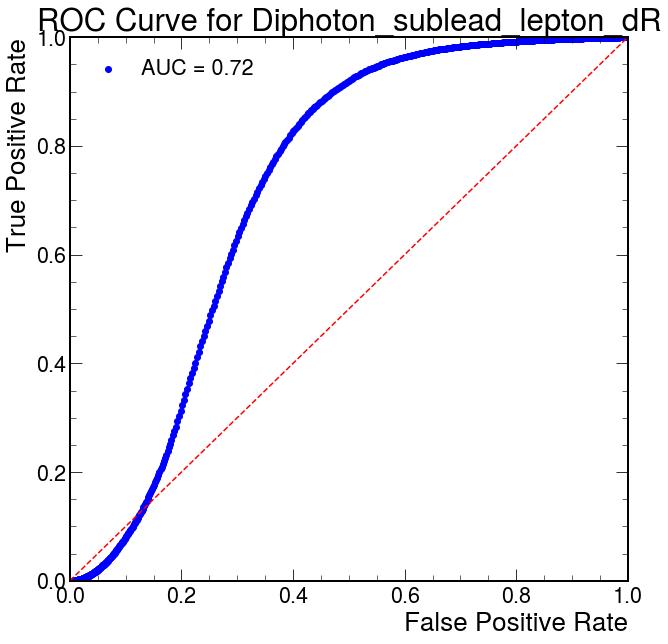 ROC Curve for Diphoton_sublead_lepton_dR
AUC = 0.72
True Positive Rate
1.0
0.8
0.6
0.4
0.2
0.0
0.0 0.2 0.4 0.6 0.8 1.0
False Positive Rate